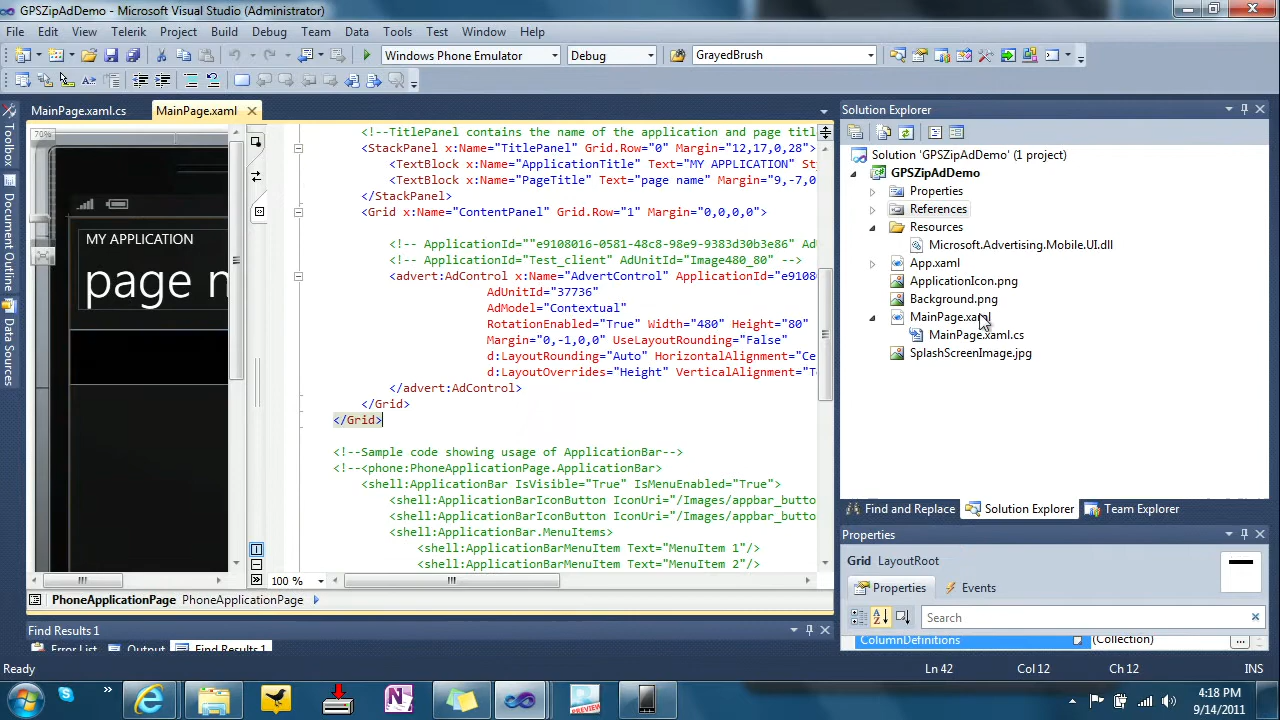 GPSZipAdDemo - Microsoft Visual Studio (Administrator)
File Edit View Telerik Project Build Debug Team Data Tools Test Window Help
Windows Phone Emulator Debug GrayedBrush
MainPage.xaml.cs MainPage.xaml
Toolbox
Document Outline
Data Sources
70%
MY APPLICATION
page n
<!--TitlePanel contains the name of the application and page titl
<StackPanel x:Name="TitlePanel" Grid.Row="0" Margin="12,17,0,28">
<TextBlock x:Name="ApplicationTitle" Text="MY APPLICATION" St
<TextBlock x:Name="PageTitle" Text="page name" Margin="9,-7,0
</StackPanel>
<Grid x:Name="ContentPanel" Grid.Row="1" Margin="0,0,0,0">
<!-- ApplicationId=""e9108016-0581-48c8-98e9-9383d30b3e86" Ad
<!-- ApplicationId="Test_client" AdUnitId="Image480_80" -->
<advert:AdControl x:Name="AdvertControl" ApplicationId="e9108
AdUnitId="37736"
AdModel="Contextual"
RotationEnabled="True" Width="480" Height="80"
Margin="0,-1,0,0" UseLayoutRounding="False"
d:LayoutRounding="Auto" HorizontalAlignment="Ce
d:LayoutOverrides="Height" VerticalAlignment="T
</advert:AdControl>
</Grid>
</Grid>
<!--Sample code showing usage of ApplicationBar-->
<!--<phone:PhoneApplicationPage.ApplicationBar>
<shell:ApplicationBar IsVisible="True" IsMenuEnabled="True">
<shell:ApplicationBarIconButton IconUri="/Images/appbar_button
<shell:ApplicationBarIconButton IconUri="/Images/appbar_button
<shell:ApplicationBar.MenuItems>
<shell:ApplicationBarMenuItem Text="MenuItem 1"/>
<shell:ApplicationBarMenuItem Text="MenuItem 2"/>
100 %
PhoneApplicationPage PhoneApplicationPage
Find Results 1
Error List Output Find Results 1
Solution Explorer
Solution 'GPSZipAdDemo' (1 project)
GPSZipAdDemo
Properties
References
Resources
Microsoft.Advertising.Mobile.UI.dll
App.xaml
ApplicationIcon.png
Background.png
MainPage.xaml
MainPage.xaml.cs
SplashScreenImage.jpg
Find and Replace Solution Explorer Team Explorer
Properties
Grid LayoutRoot
Properties Events
Search
ColumnDefinitions (Collection) ...
Ready Ln 42 Col 12 Ch 12 INS
PREVIEW
4:18 PM
9/14/2011